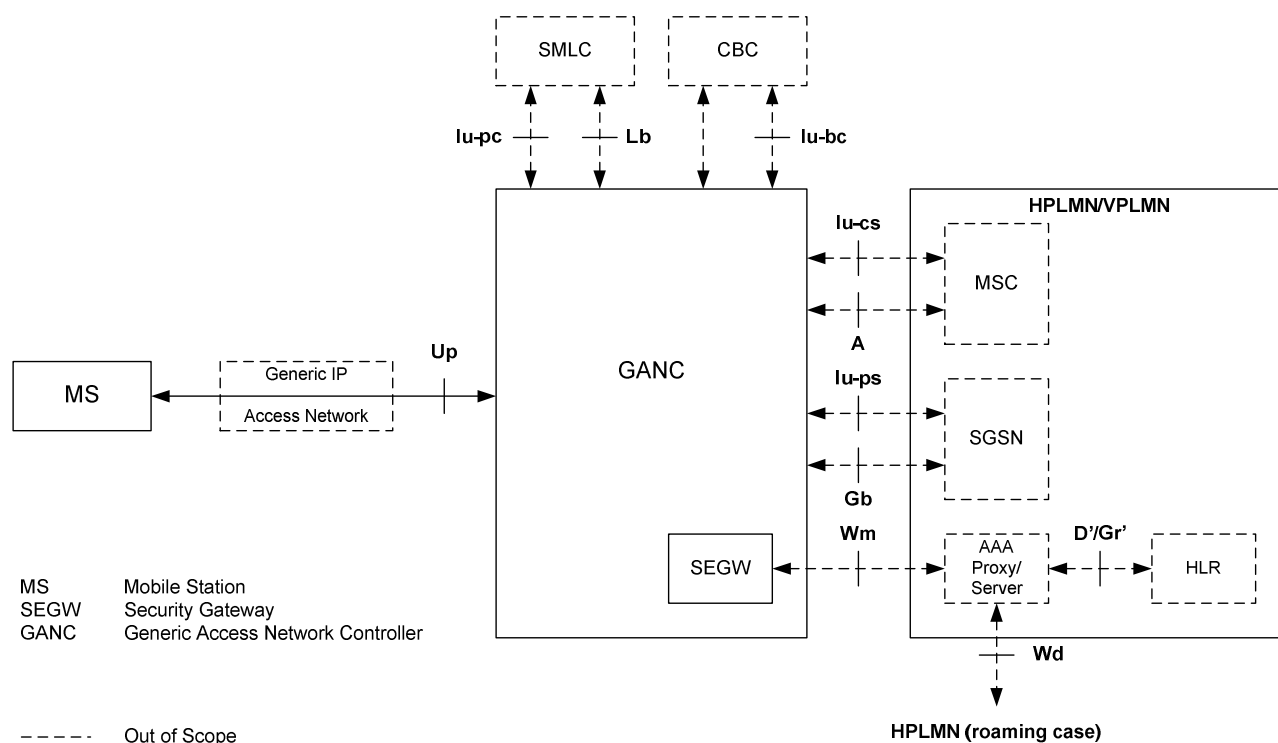 SMLC
CBC
Iu-pc
Lb
Iu-bc
HPLMN/VPLMN
Iu-cs
MSC
A
Up
GANC
Iu-ps
MS
Generic IP
Access Network
SGSN
Gb
Wm
D'/Gr'
SEGW
AAA
Proxy/
Server
HLR
MS Mobile Station
SEGW Security Gateway
GANC Generic Access Network Controller
Wd
HPLMN (roaming case)
Out of Scope